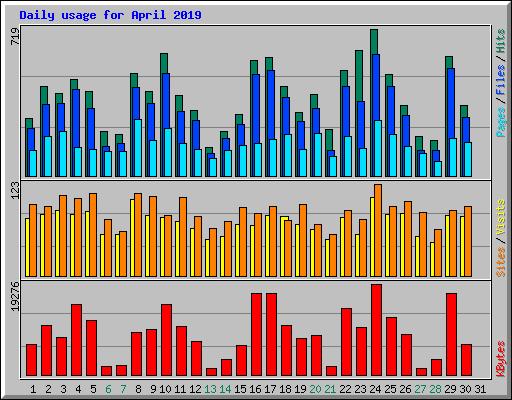 Daily usage for April 2019
719
Pages / Files / Hits
123
Sites / Visits
19276
KBytes
1 2 3 4 5 6 7 8 9 10 11 12 13 14 15 16 17 18 19 20 21 22 23 24 25 26 27 28 29 30 31